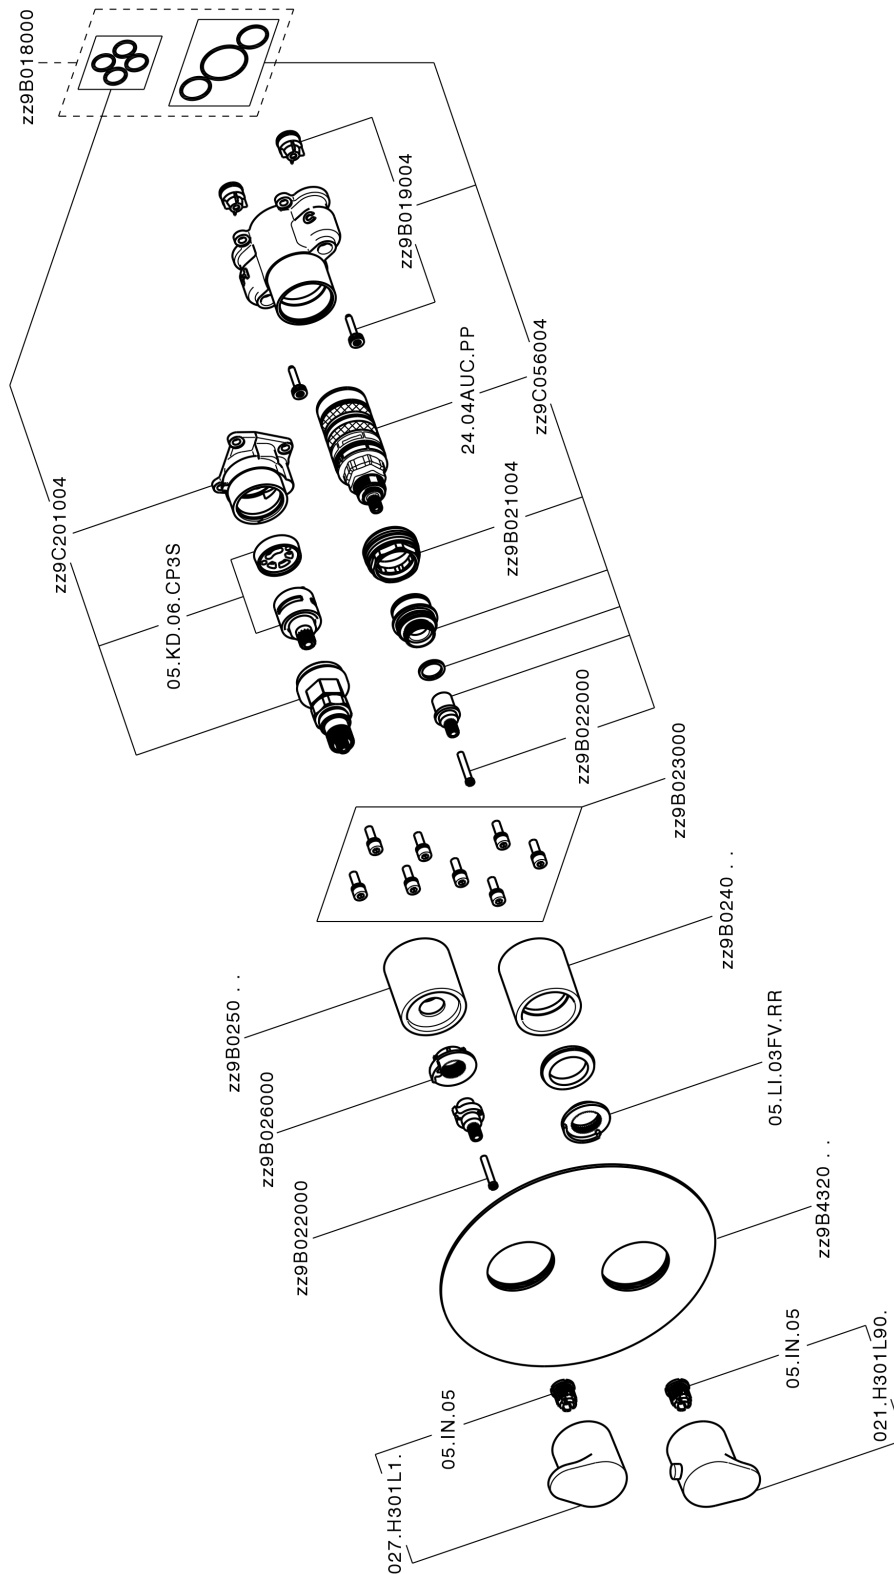 zz9B018000
zz9B019004
24.04AUC.PP
zz9C056004
zz9C201004
05.KD.06.CP3S
zz9B021004
zz9B022000
zz9B023000
zz9B0240 . .
zz9B0250 . .
zz9B026000
05.LI.03FV.RR
zz9B022000
zz9B4320 . .
05.IN.05
05.IN.05
021.H301L90.
027.H301L1.